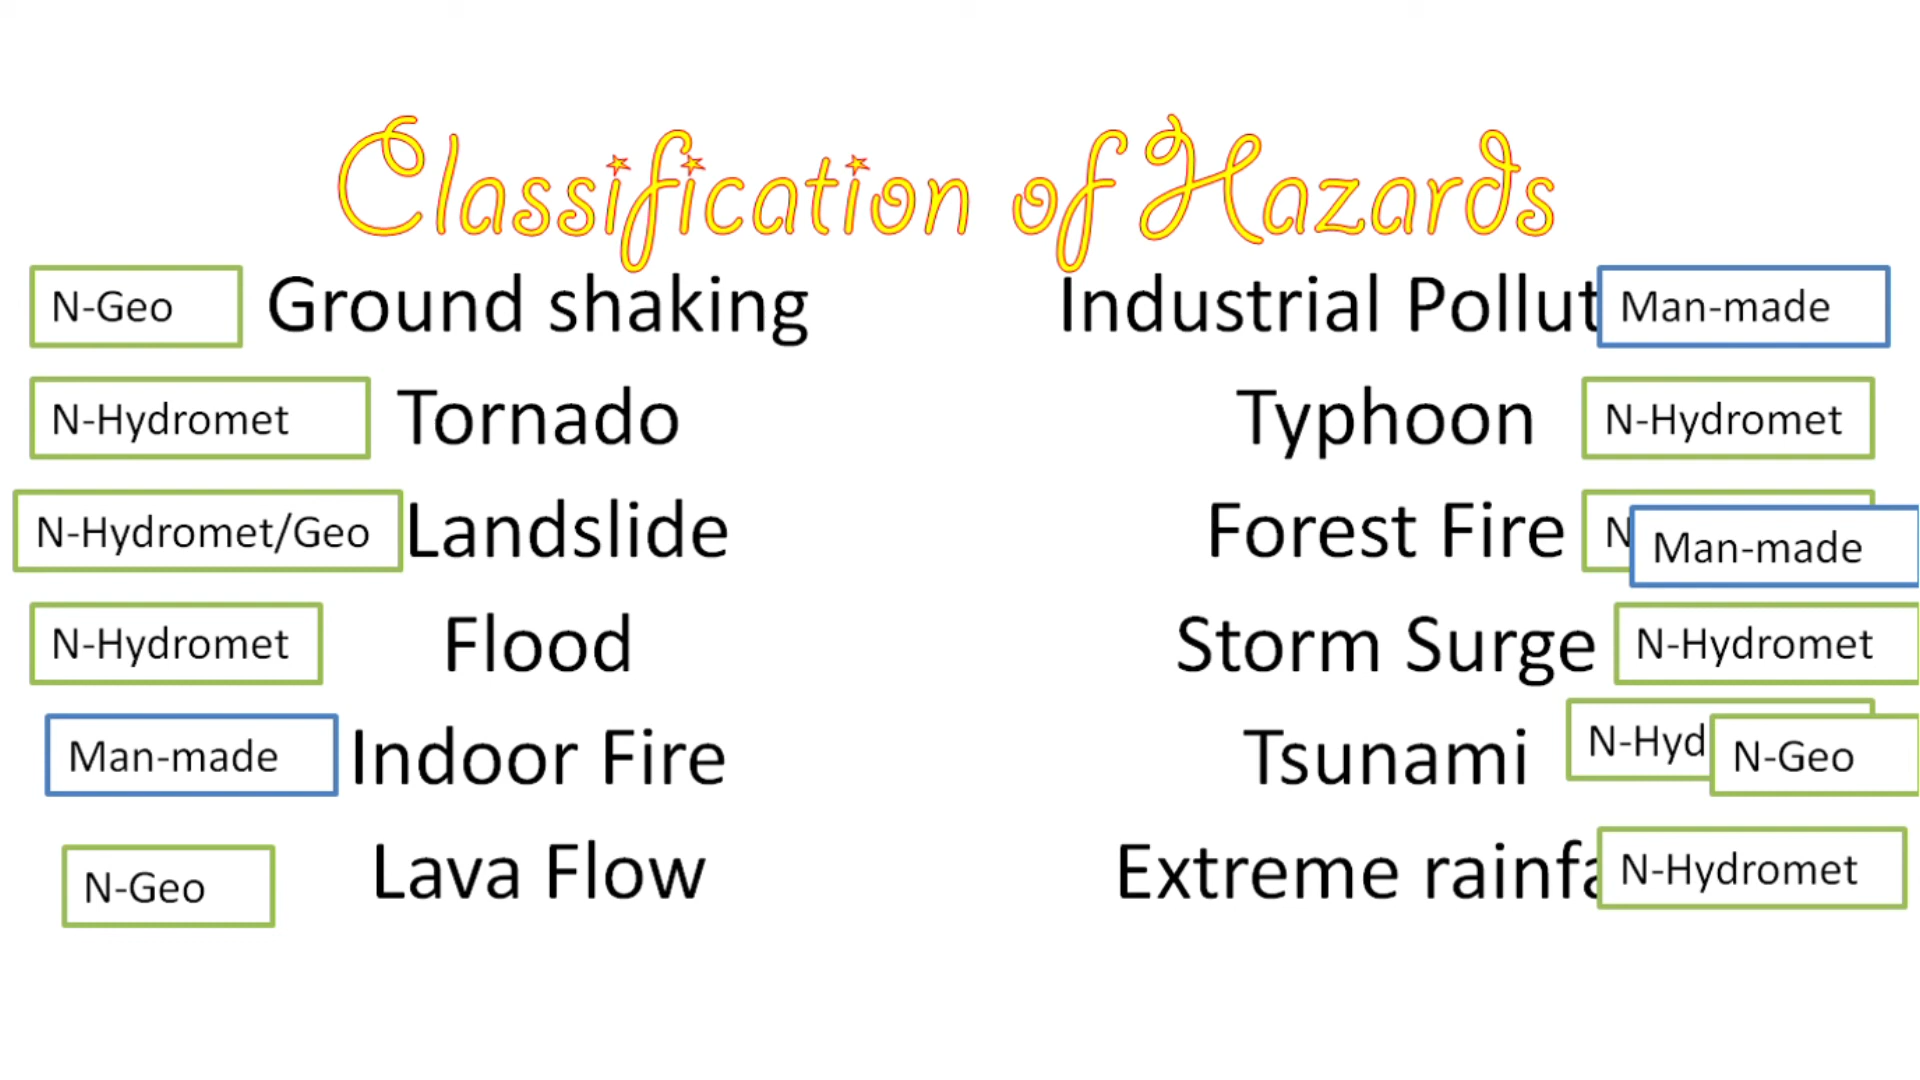 Classification of Hazards
N-Geo Ground shaking
N-Hydromet Tornado
N-Hydromet/Geo Landslide
N-Hydromet Flood
Man-made Indoor Fire
N-Geo Lava Flow
Industrial Pollut Man-made
Typhoon N-Hydromet
Forest Fire N Man-made
Storm Surge N-Hydromet
Tsunami N-Hyd N-Geo
Extreme rainfa N-Hydromet